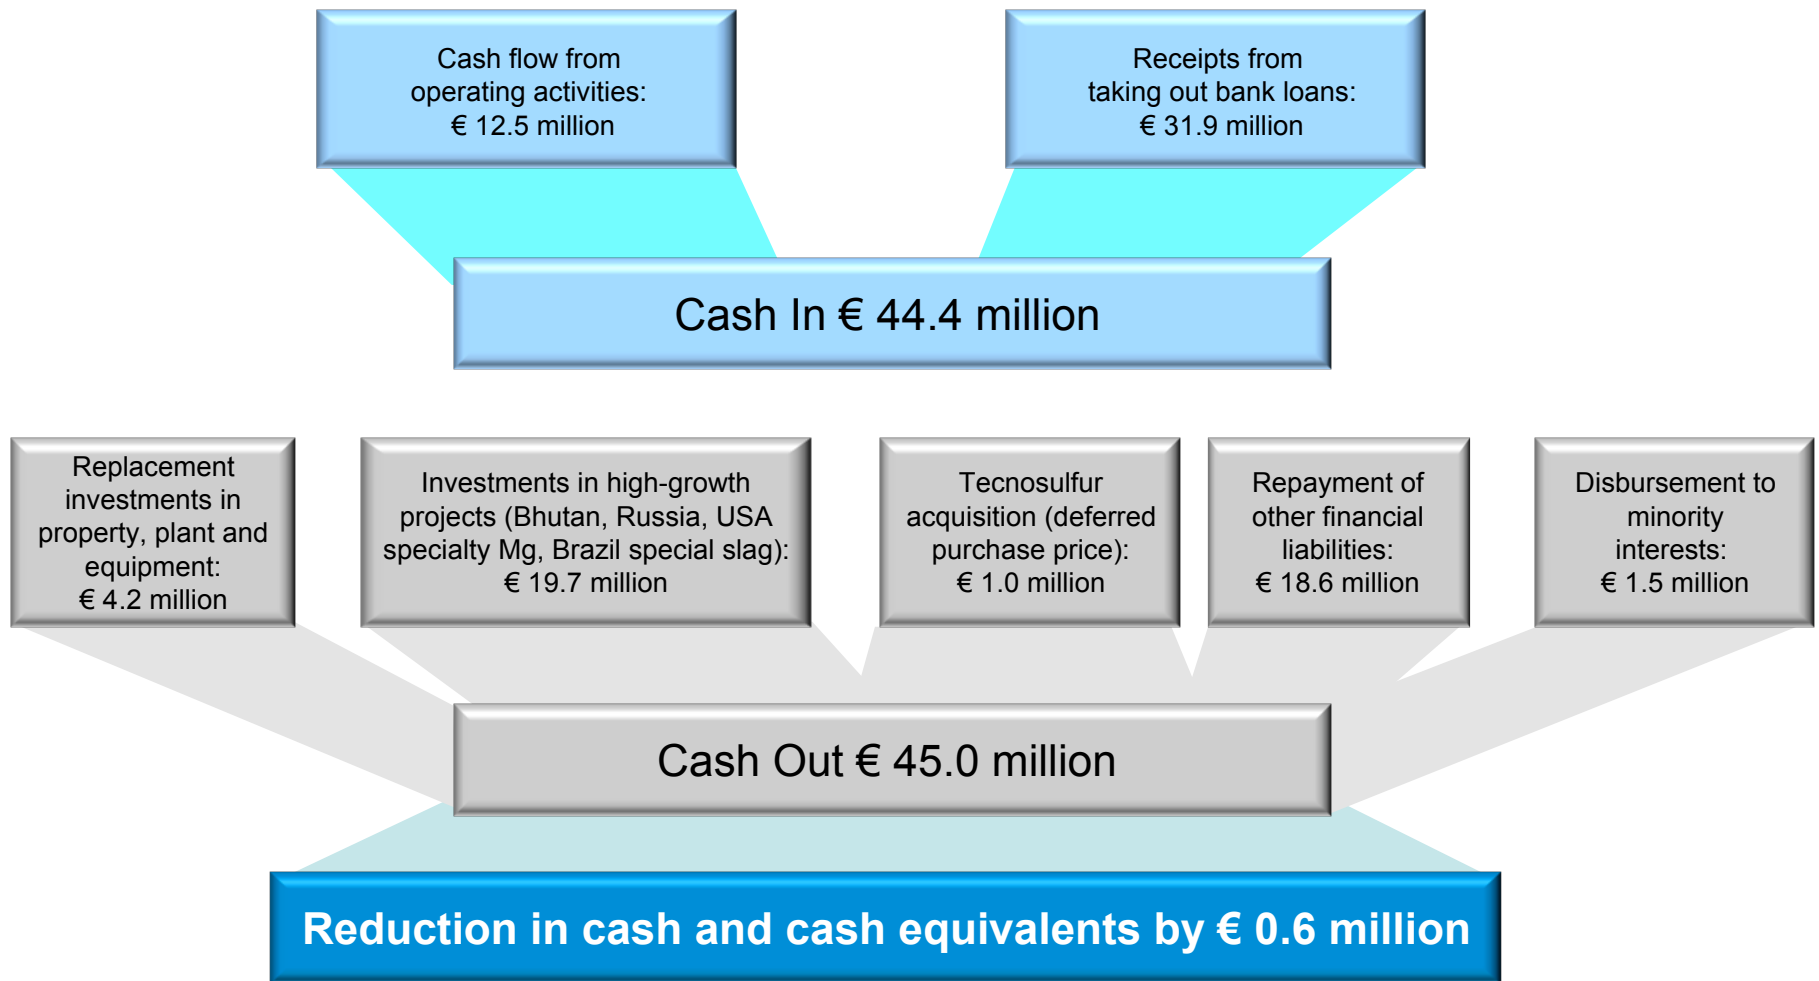 Cash flow from
operating activities:
€ 12.5 million
Receipts from
taking out bank loans:
€ 31.9 million
Cash In € 44.4 million
Replacement
investments in
property, plant and
equipment:
€ 4.2 million
Investments in high-growth
projects (Bhutan, Russia, USA
specialty Mg, Brazil special slag):
€ 19.7 million
Tecnosulfur
acquisition (deferred
purchase price):
€ 1.0 million
Repayment of
other financial
liabilities:
€ 18.6 million
Disbursement to
minority
interests:
€ 1.5 million
Cash Out € 45.0 million
Reduction in cash and cash equivalents by € 0.6 million